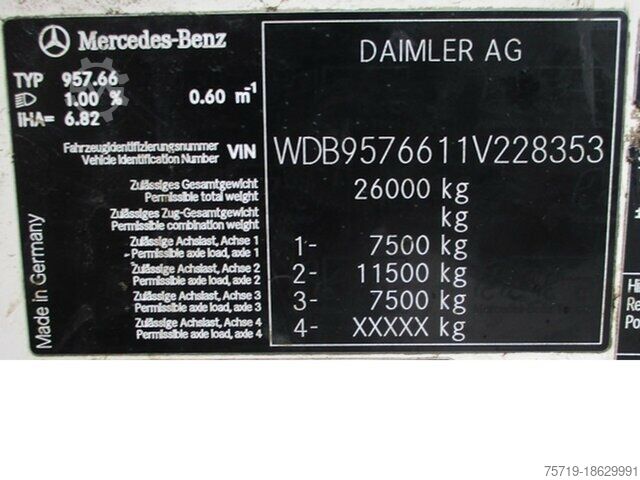 Mercedes-Benz
DAIMLER AG
TYP 957.66
1.00 % 0.60 m-1
IHA= 6.82
Fahrzeugidentifizierungsnummer
Vehicle Identification Number VIN WDB9576611V228353
Zulässiges Gesamtgewicht
Permissible total weight 26000 kg
Zulässiges Zug-Gesamtgewicht
Permissible combination weight kg
Zulässige Achslast, Achse 1
Permissible axle load, axle 1 1- 7500 kg
Zulässige Achslast, Achse 2
Permissible axle load, axle 2 2- 11500 kg
Zulässige Achslast, Achse 3
Permissible axle load, axle 3 3- 7500 kg
Zulässige Achslast, Achse 4
Permissible axle load, axle 4 4- XXXXX kg
Made in Germany
Hi
Re
Po
75719-18629991